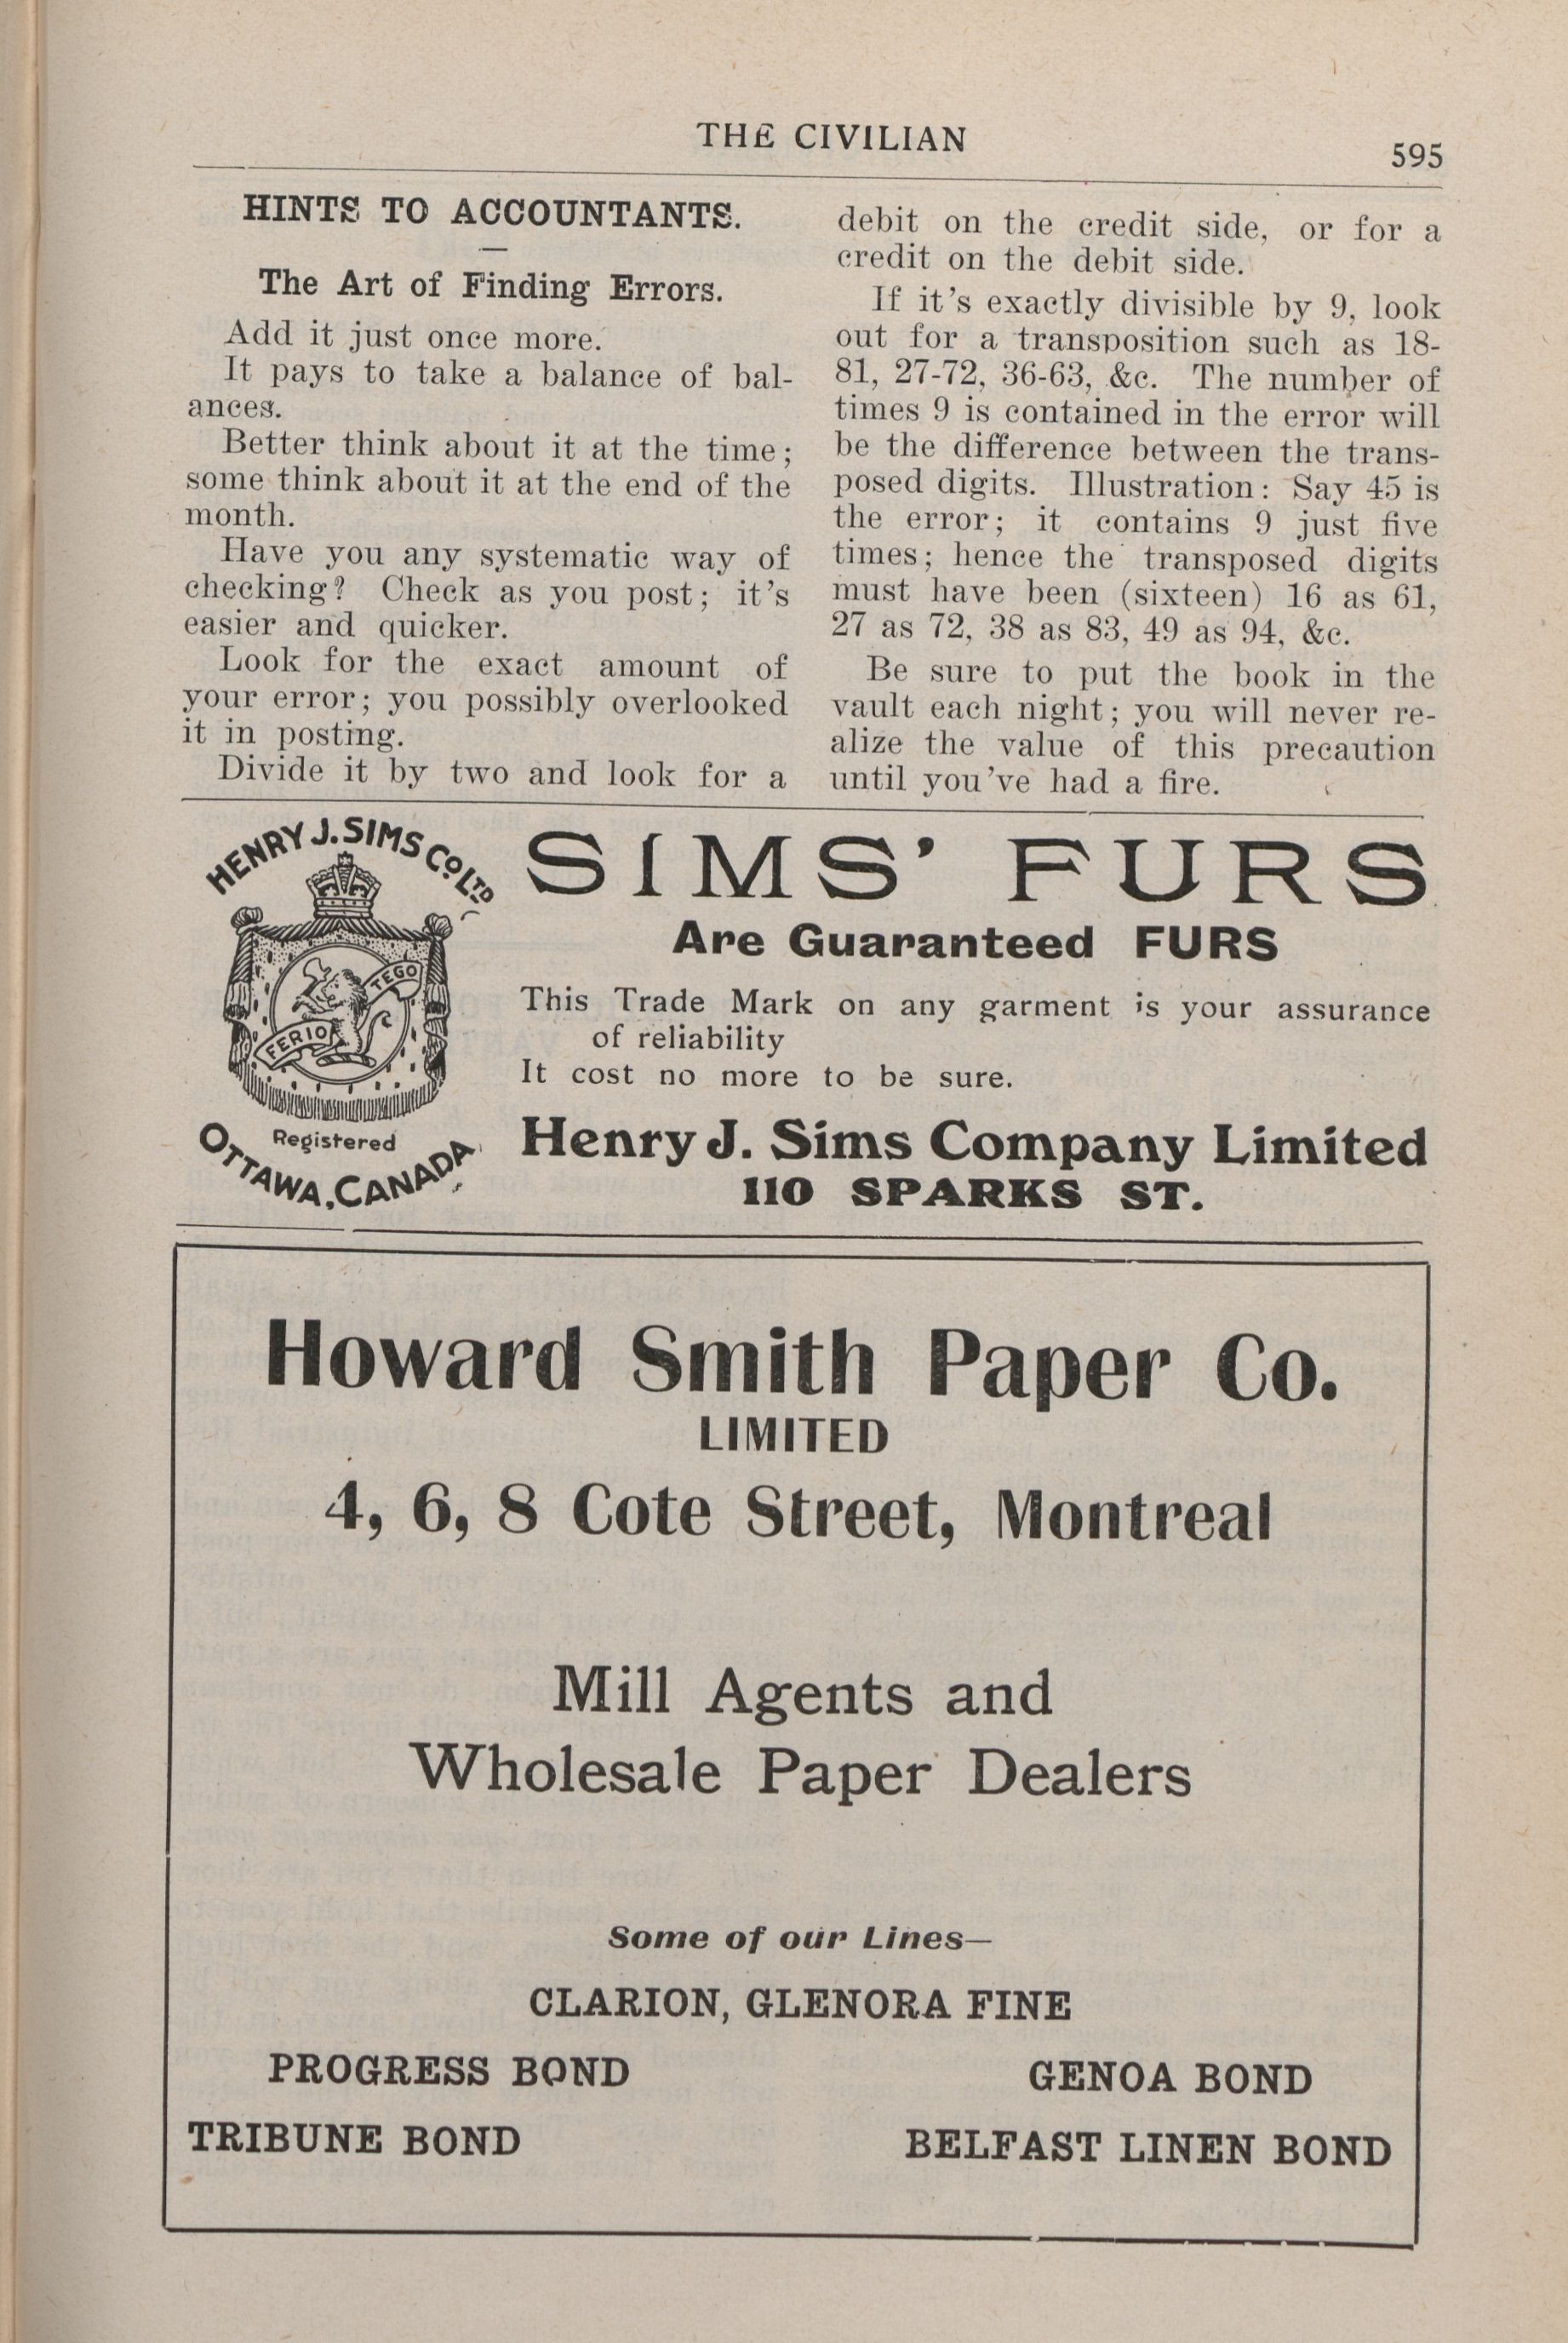 THE CIVILIAN
595
HINTS TO ACCOUNTANTS.
The Art of Finding Errors.
Add it just once more.
It pays to take a balance of bal-
ances.
Better think about it at the time;
some think about it at the end of the
month.
Have you any systematic way of
checking? Check as you post; it's
easier and quicker.
Look for the exact amount of
your error; you possibly overlooked
it in posting.
Divide it by two and look for a
debit on the credit side, or for a
credit on the debit side.
If it's exactly divisible by 9, look
out for a transposition such as 18-
81, 27-72, 36-63, &c. The number of
times 9 is contained in the error will
be the difference between the trans-
posed digits. Illustration: Say 45 is
the error; it contains 9 just five
times; hence the transposed digits
must have been (sixteen) 16 as 61,
27 as 72, 38 as 83, 49 as 94, &c.
Be sure to put the book in the
vault each night; you will never re-
alize the value of this precaution
until you've had a fire.
HENRY J. SIMS CO. LTD
TEGO
FERIO
Registered
OTTAWA, CANADA
SIMS' FURS
Are Guaranteed FURS
This Trade Mark on any garment is your assurance
of reliability
It cost no more to be sure.
Henry J. Sims Company Limited
110 SPARKS ST.
Howard Smith Paper Co.
LIMITED
4, 6, 8 Cote Street, Montreal
Mill Agents and
Wholesale Paper Dealers
Some of our Lines—
CLARION, GLENORA FINE
PROGRESS BOND GENOA BOND
TRIBUNE BOND BELFAST LINEN BOND